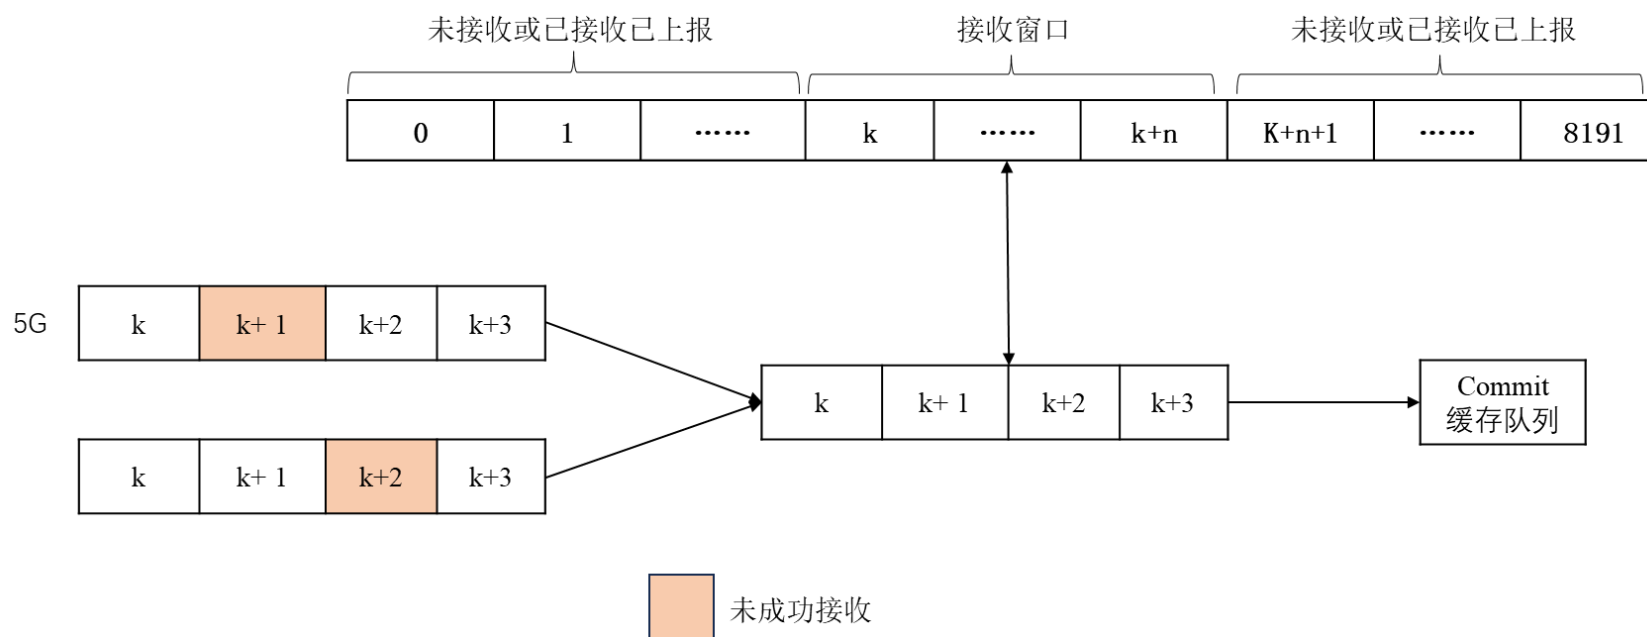 未接收或已接收已上报 接收窗口 未接收或已接收已上报
0 1 …… k …… k+n K+n+1 …… 8191
5G k k+ 1 k+2 k+3
k k+ 1 k+2 k+3
Commit
缓存队列
k k+ 1 k+2 k+3
未成功接收